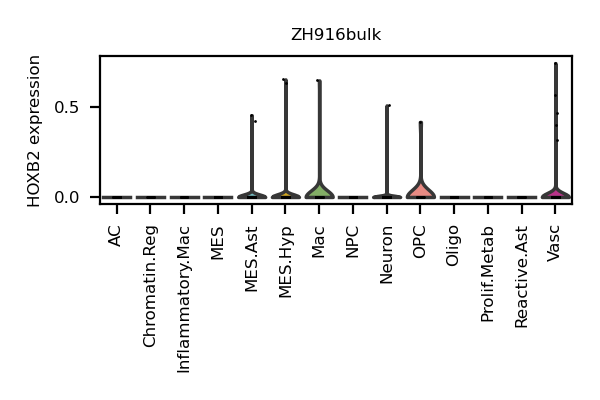 ZH916bulk
HOXB2 expression
0.5
0.0
AC
Chromatin.Reg
Inflammatory.Mac
MES
MES.Ast
MES.Hyp
Mac
NPC
Neuron
OPC
Oligo
Prolif.Metab
Reactive.Ast
Vasc